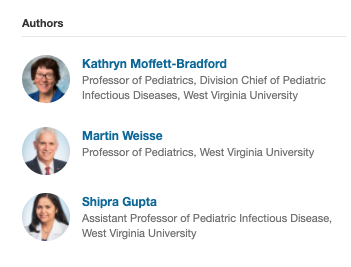 Authors
Kathryn Moffett-Bradford
Professor of Pediatrics, Division Chief of Pediatric
Infectious Diseases, West Virginia University
Martin Weisse
Professor of Pediatrics, West Virginia University
Shipra Gupta
Assistant Professor of Pediatric Infectious Disease,
West Virginia University